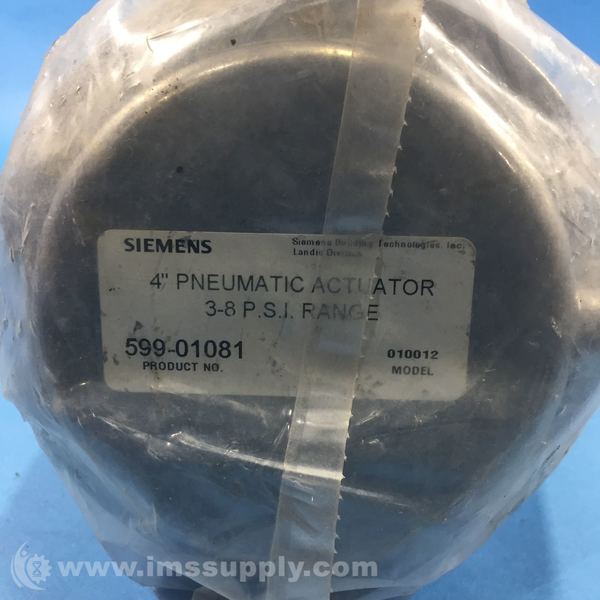 SIEMENS
Siemens Building Technologies, Inc.
Landis Division
4" PNEUMATIC ACTUATOR
3-8 P.S.I. RANGE
599-01081
010012
PRODUCT NO.
MODEL
www.imssupply.com